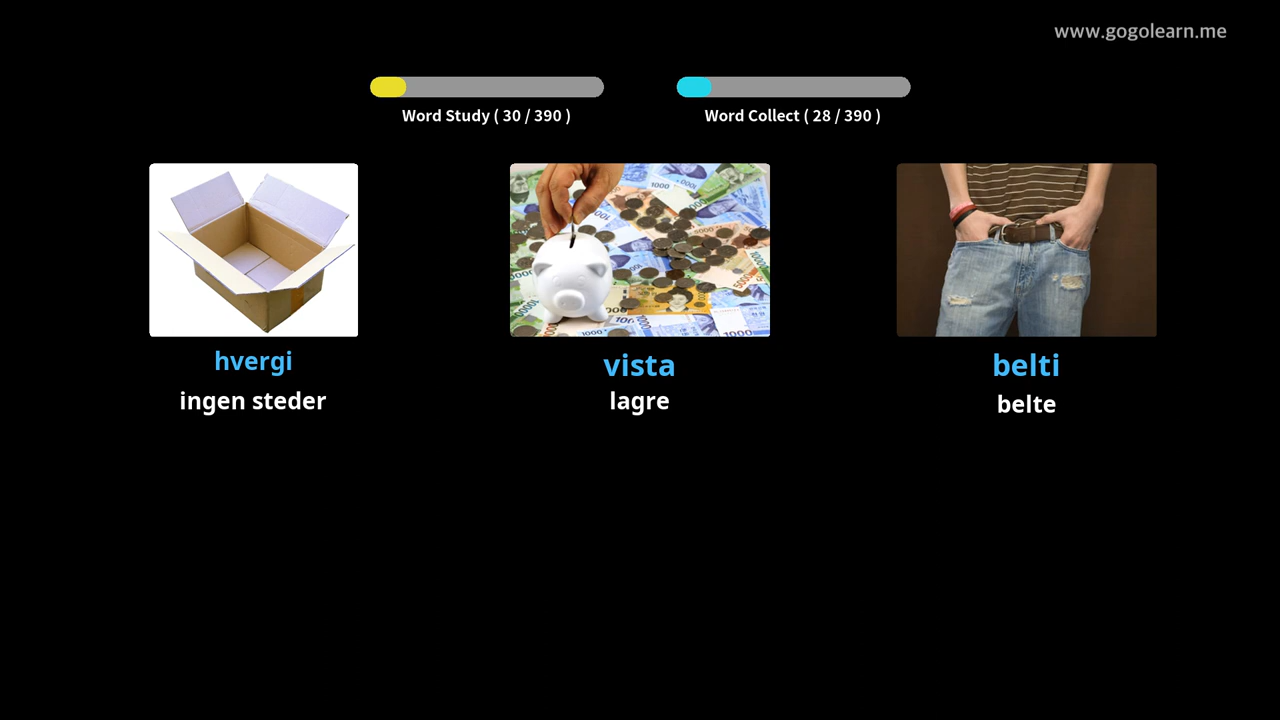 www.gogolearn.me
Word Study ( 30 / 390 )
Word Collect ( 28 / 390 )
hvergi
ingen steder
vista
lagre
belti
belte